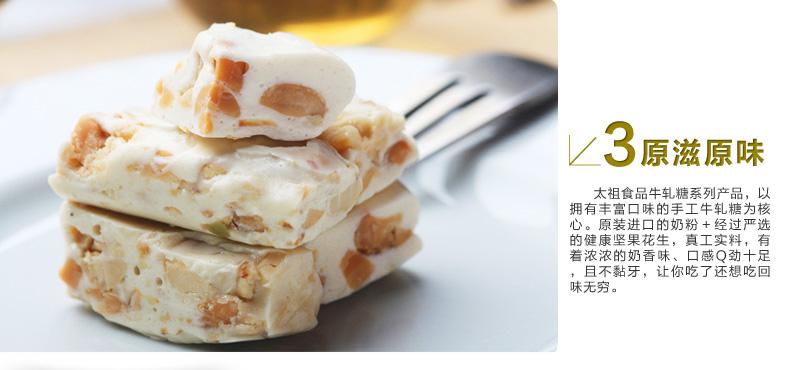 3原滋原味
太祖食品牛轧糖系列产品，以
拥有丰富口味的手工牛轧糖为核
心。原装进口的奶粉＋经过严选
的健康坚果花生，真工实料，有
着浓浓的奶香味、口感Q劲十足
，且不黏牙，让你吃了还想吃回
味无穷。